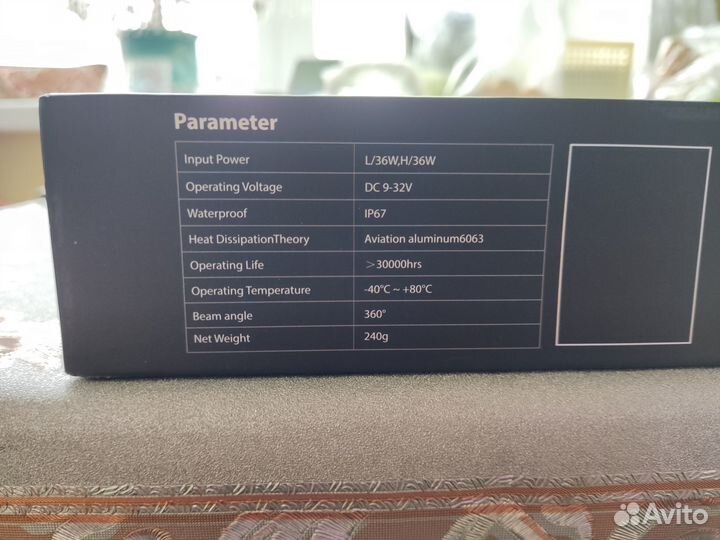 Parameter
Input Power L/36W,H/36W
Operating Voltage DC 9-32V
Waterproof IP67
Heat DissipationTheory Aviation aluminum6063
Operating Life >30000hrs
Operating Temperature -40°C ~ +80°C
Beam angle 360°
Net Weight 240g
Avito